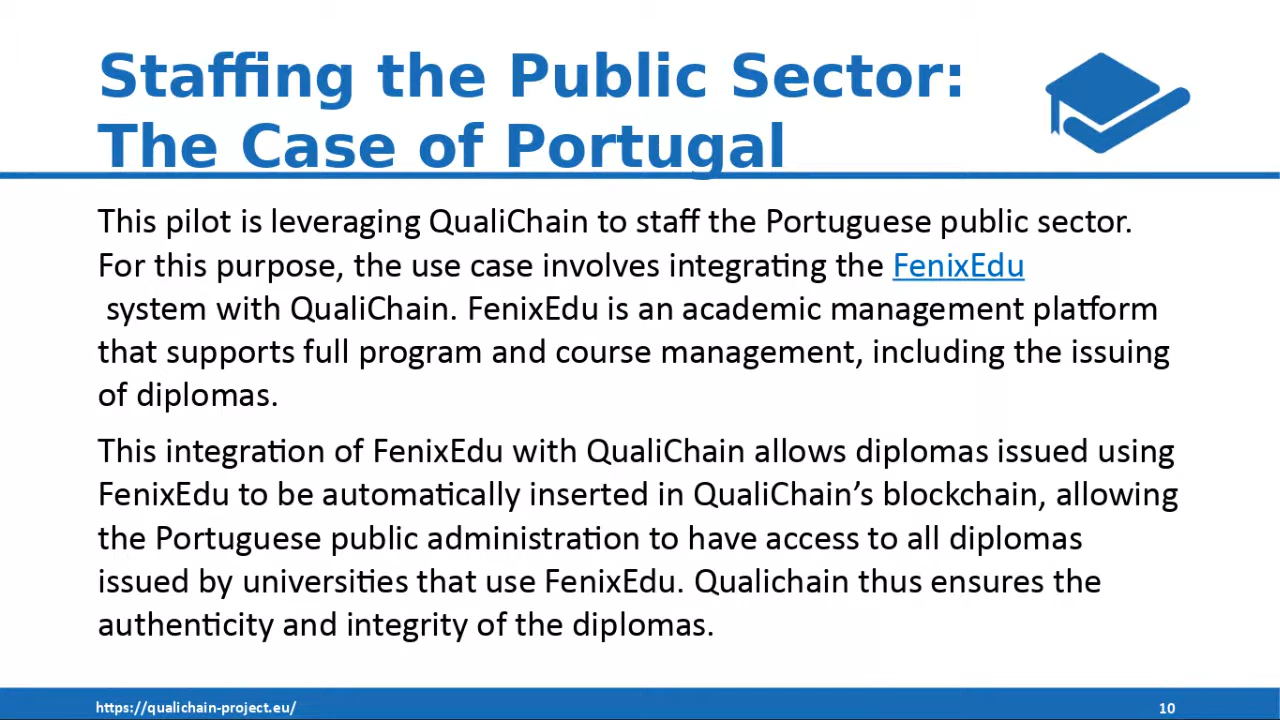 Staffing the Public Sector:
The Case of Portugal
This pilot is leveraging QualiChain to staff the Portuguese public sector.
For this purpose, the use case involves integrating the FenixEdu
system with QualiChain. FenixEdu is an academic management platform
that supports full program and course management, including the issuing
of diplomas.
This integration of FenixEdu with QualiChain allows diplomas issued using
FenixEdu to be automatically inserted in QualiChain’s blockchain, allowing
the Portuguese public administration to have access to all diplomas
issued by universities that use FenixEdu. Qualichain thus ensures the
authenticity and integrity of the diplomas.
https://qualichain-project.eu/
10